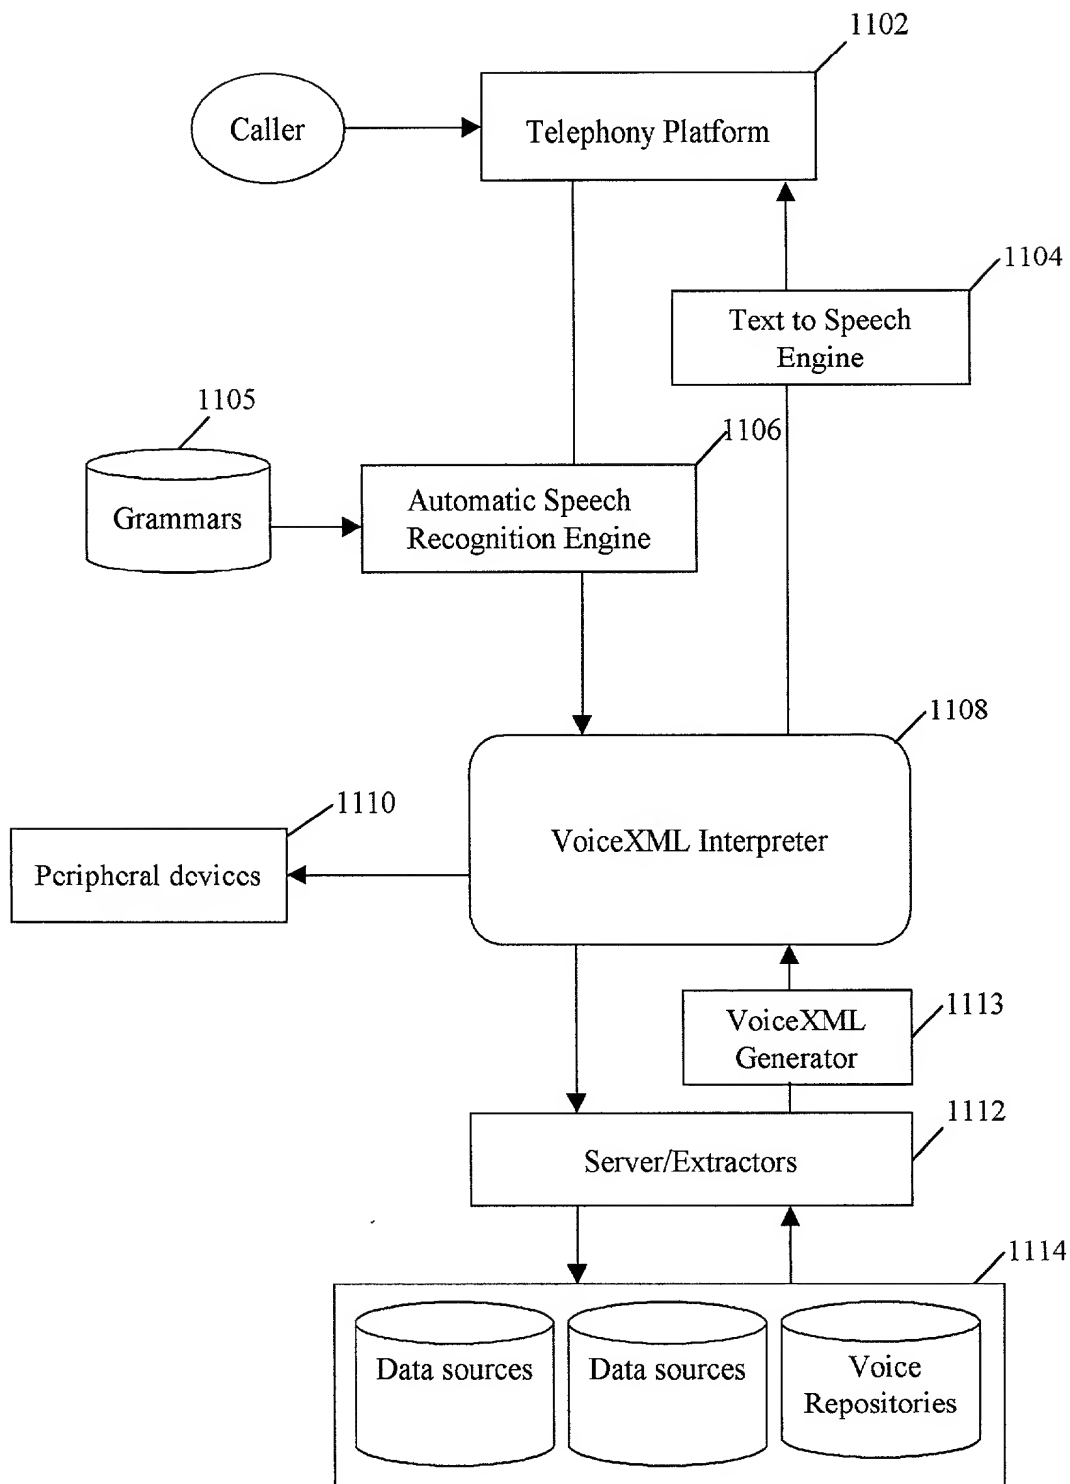 1102
Caller
Telephony Platform
1104
Text to Speech
Engine
1105
1106
Grammars
Automatic Speech
Recognition Engine
1108
1110
VoiceXML Interpreter
Peripheral devices
1113
VoiceXML
Generator
1112
Server/Extractors
1114
Data sources
Data sources
Voice
Repositories